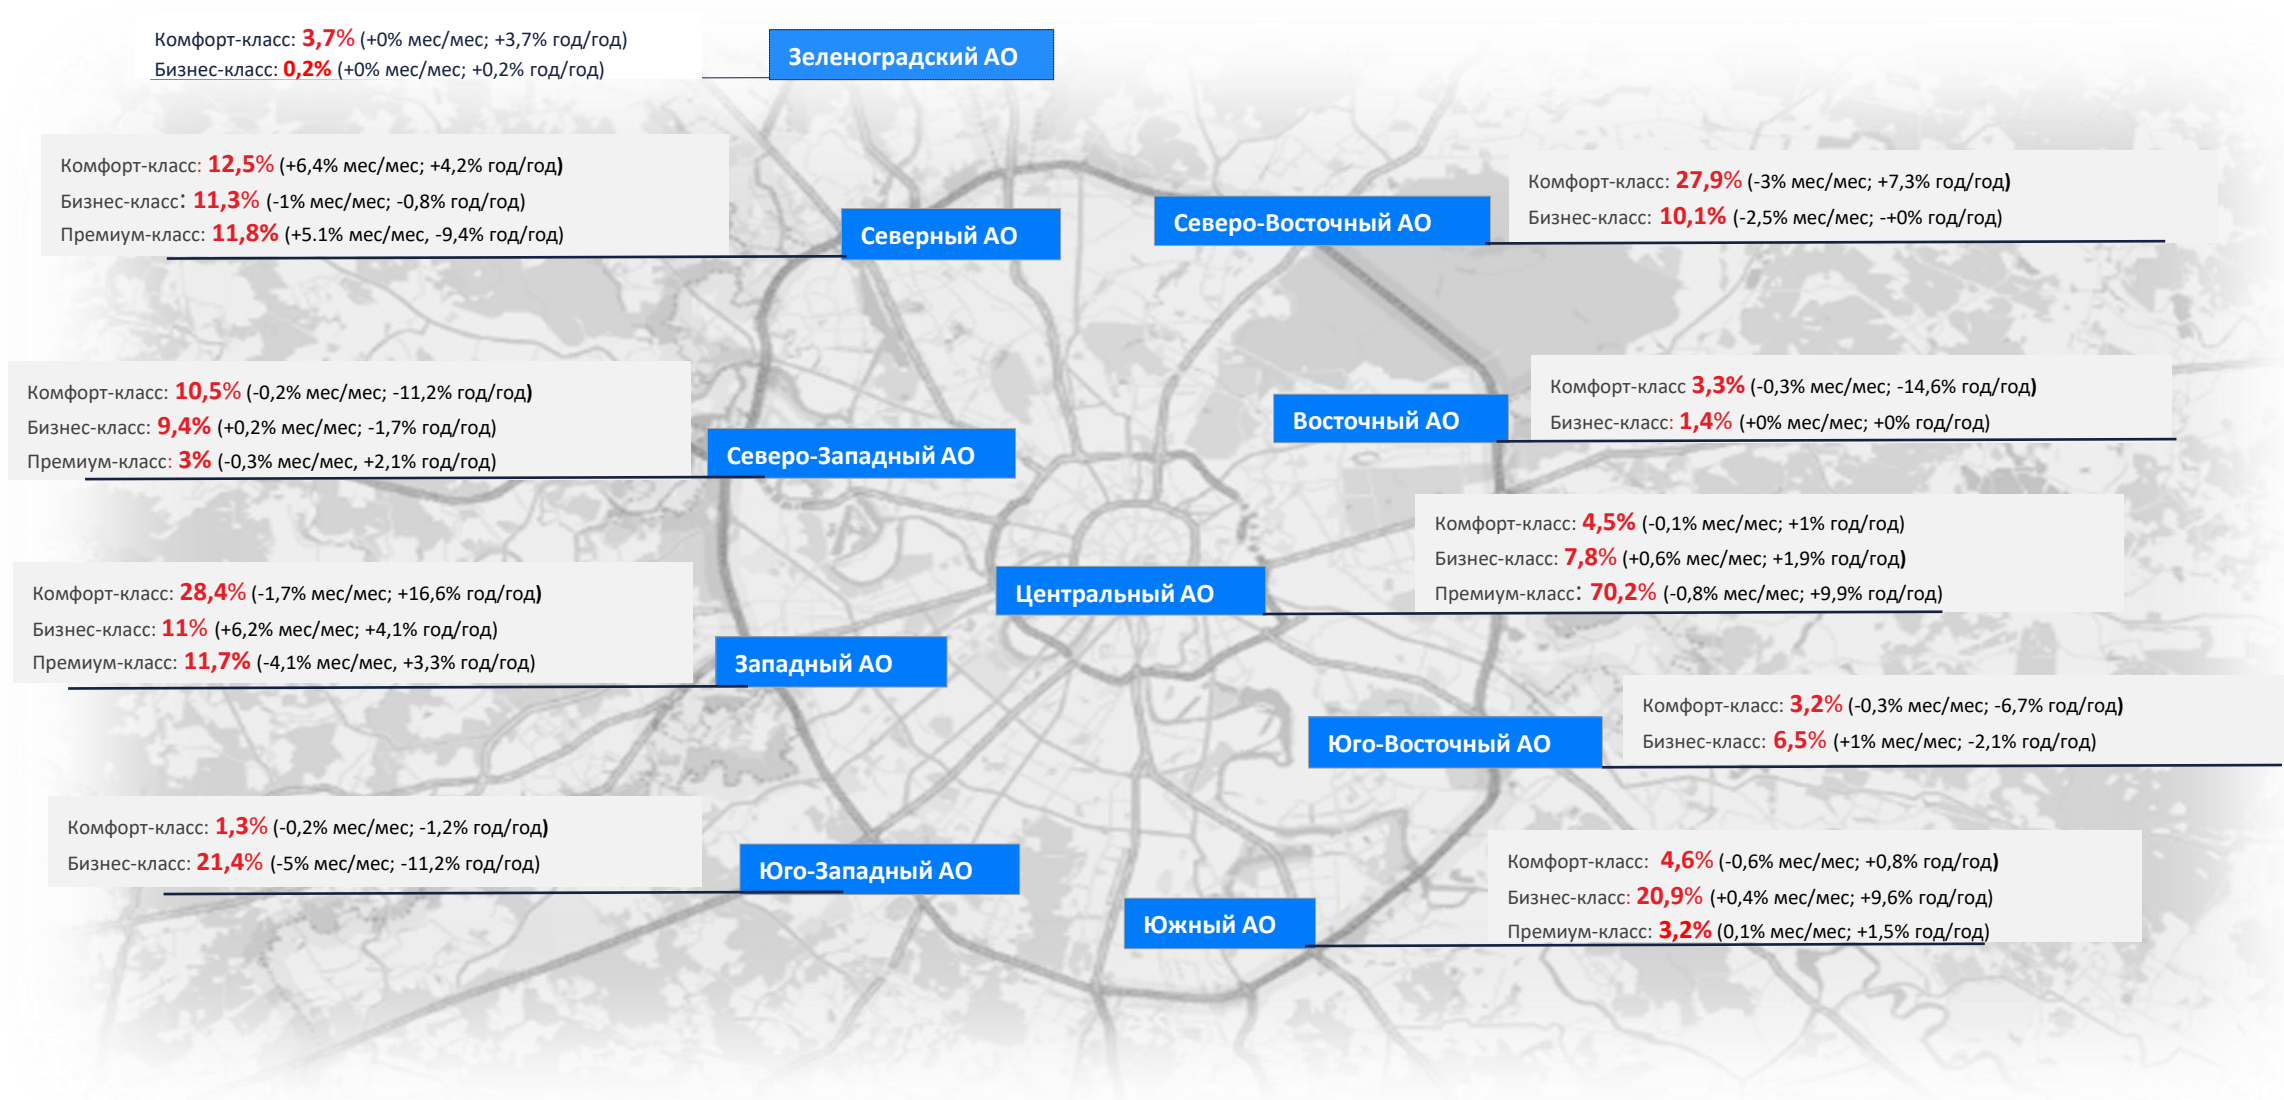 Комфорт-класс: 3,7% (+0% мес/мес; +3,7% год/год)
Бизнес-класс: 0,2% (+0% мес/мес; +0,2% год/год)
Зеленоградский АО
Комфорт-класс: 12,5% (+6,4% мес/мес; +4,2% год/год)
Бизнес-класс: 11,3% (-1% мес/мес; -0,8% год/год)
Премиум-класс: 11,8% (+5.1% мес/мес, -9,4% год/год)
Северный АО
Северо-Восточный АО
Комфорт-класс: 27,9% (-3% мес/мес; +7,3% год/год)
Бизнес-класс: 10,1% (-2,5% мес/мес; -+0% год/год)
Комфорт-класс: 10,5% (-0,2% мес/мес; -11,2% год/год)
Бизнес-класс: 9,4% (+0,2% мес/мес; -1,7% год/год)
Премиум-класс: 3% (-0,3% мес/мес, +2,1% год/год)
Северо-Западный АО
Восточный АО
Комфорт-класс 3,3% (-0,3% мес/мес; -14,6% год/год)
Бизнес-класс: 1,4% (+0% мес/мес; +0% год/год)
Комфорт-класс: 4,5% (-0,1% мес/мес; +1% год/год)
Бизнес-класс: 7,8% (+0,6% мес/мес; +1,9% год/год)
Премиум-класс: 70,2% (-0,8% мес/мес; +9,9% год/год)
Центральный АО
Комфорт-класс: 28,4% (-1,7% мес/мес; +16,6% год/год)
Бизнес-класс: 11% (+6,2% мес/мес; +4,1% год/год)
Премиум-класс: 11,7% (-4,1% мес/мес, +3,3% год/год)
Западный АО
Юго-Восточный АО
Комфорт-класс: 3,2% (-0,3% мес/мес; -6,7% год/год)
Бизнес-класс: 6,5% (+1% мес/мес; -2,1% год/год)
Комфорт-класс: 1,3% (-0,2% мес/мес; -1,2% год/год)
Бизнес-класс: 21,4% (-5% мес/мес; -11,2% год/год)
Юго-Западный АО
Южный АО
Комфорт-класс: 4,6% (-0,6% мес/мес; +0,8% год/год)
Бизнес-класс: 20,9% (+0,4% мес/мес; +9,6% год/год)
Премиум-класс: 3,2% (0,1% мес/мес; +1,5% год/год)